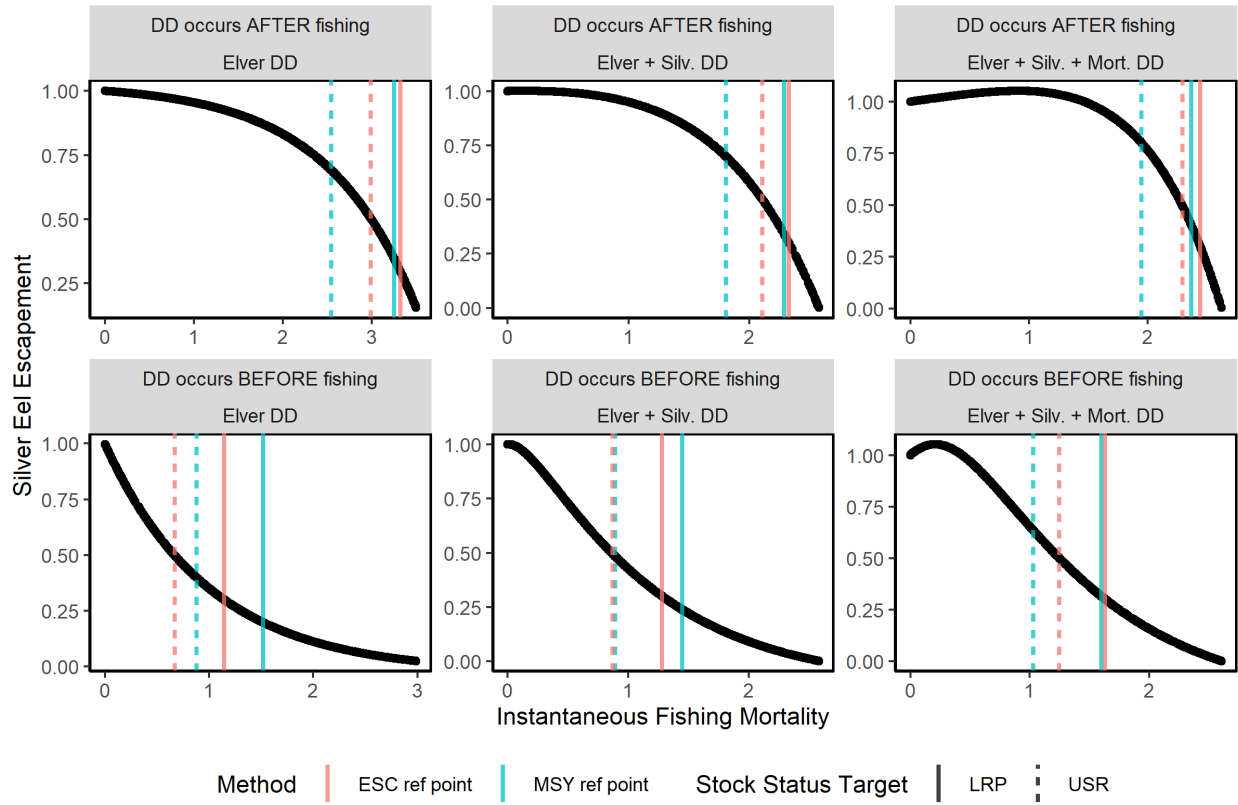 DD occurs AFTER fishing
Elver DD
DD occurs AFTER fishing
Elver + Silv. DD
DD occurs AFTER fishing
Elver + Silv. + Mort. DD
1.00
0.75
0.50
0.25
0 1 2 3
1.00
0.75
0.50
0.25
0.00
0 1 2
1.00
0.75
0.50
0.25
0.00
0 1 2
Silver Eel Escapement
DD occurs BEFORE fishing
Elver DD
DD occurs BEFORE fishing
Elver + Silv. DD
DD occurs BEFORE fishing
Elver + Silv. + Mort. DD
1.00
0.75
0.50
0.25
0.00
0 1 2 3
1.00
0.75
0.50
0.25
0.00
0 1 2
1.00
0.75
0.50
0.25
0.00
0 1 2
Instantaneous Fishing Mortality
Method ESC ref point MSY ref point Stock Status Target LRP USR